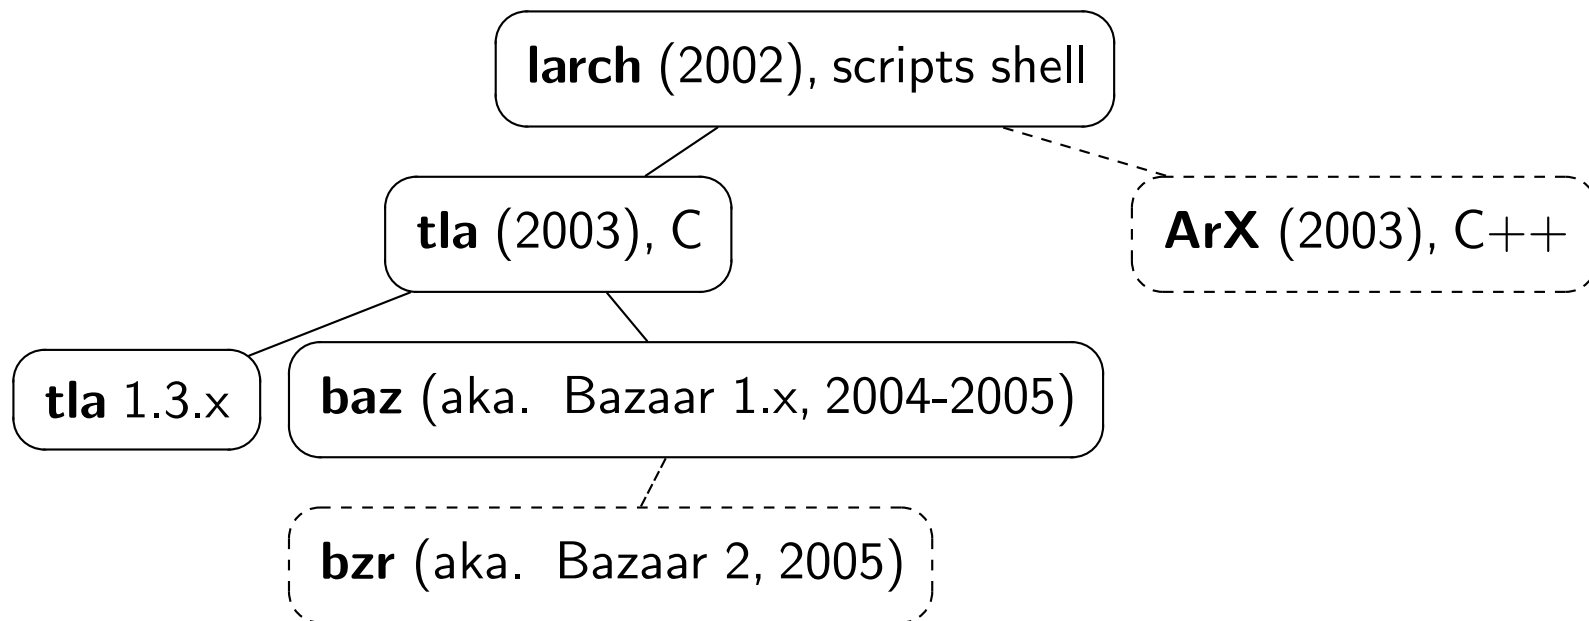 larch (2002), scripts shell
tla (2003), C
ArX (2003), C++
tla 1.3.x
baz (aka. Bazaar 1.x, 2004-2005)
bzr (aka. Bazaar 2, 2005)